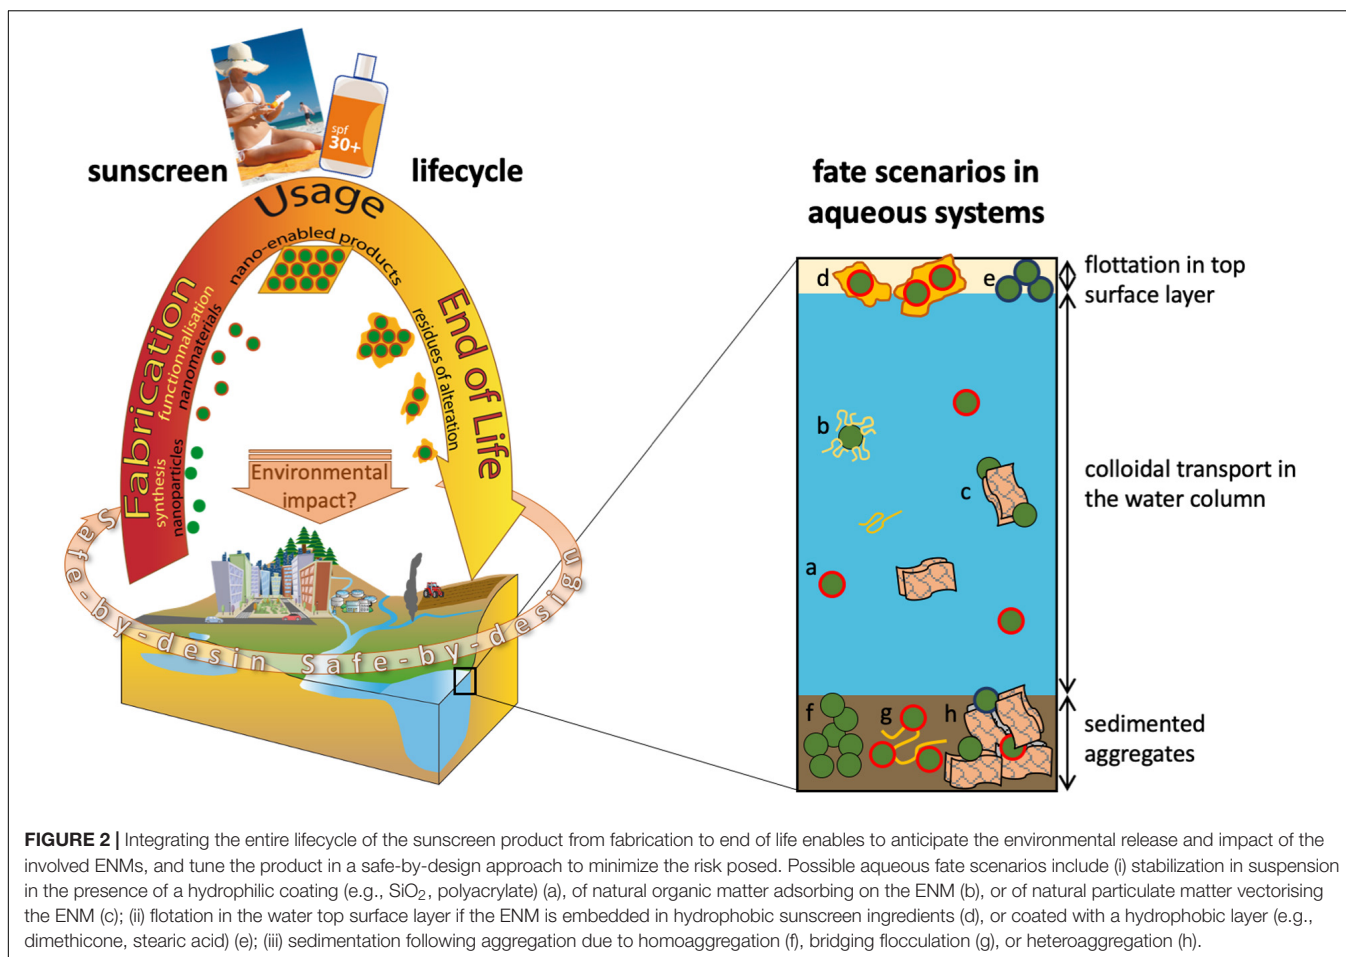 sunscreen
lifecycle
spf
30+
Usage
nano-enabled products
Fabrication
synthesis functionnalisation
nanoparticles nanomaterials
End of Life
residues of alteration
Environmental
impact?
Safe-by-desin Safe-by-design
fate scenarios in
aqueous systems
d
e
flottation in top
surface layer
b
c
colloidal transport in
the water column
a
f
g
h
sedimented
aggregates
FIGURE 2 | Integrating the entire lifecycle of the sunscreen product from fabrication to end of life enables to anticipate the environmental release and impact of the
involved ENMs, and tune the product in a safe-by-design approach to minimize the risk posed. Possible aqueous fate scenarios include (i) stabilization in suspension
in the presence of a hydrophilic coating (e.g., SiO₂, polyacrylate) (a), of natural organic matter adsorbing on the ENM (b), or of natural particulate matter vectorising
the ENM (c); (ii) flotation in the water top surface layer if the ENM is embedded in hydrophobic sunscreen ingredients (d), or coated with a hydrophobic layer (e.g.,
dimethicone, stearic acid) (e); (iii) sedimentation following aggregation due to homoaggregation (f), bridging flocculation (g), or heteroaggregation (h).